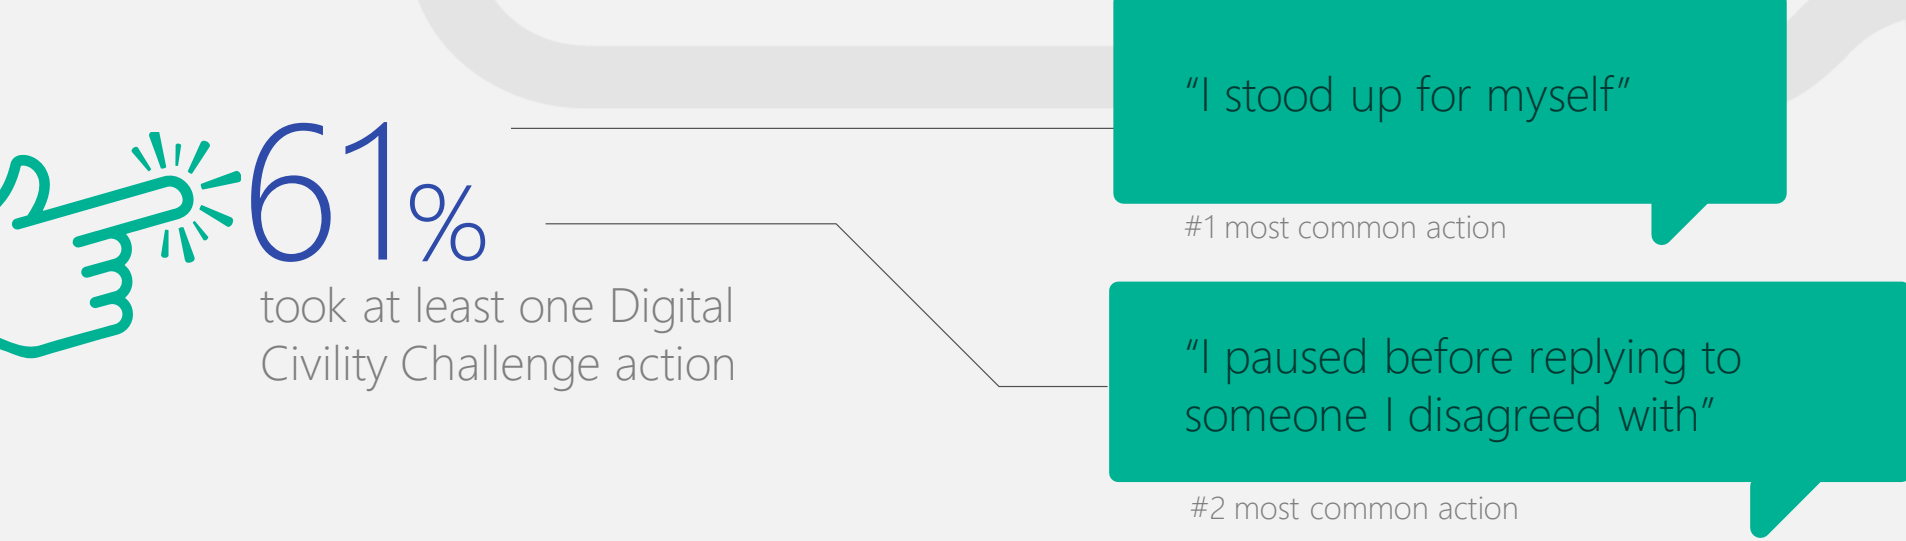 61%
took at least one Digital
Civility Challenge action
“I stood up for myself”
#1 most common action
“I paused before replying to
someone I disagreed with”
#2 most common action